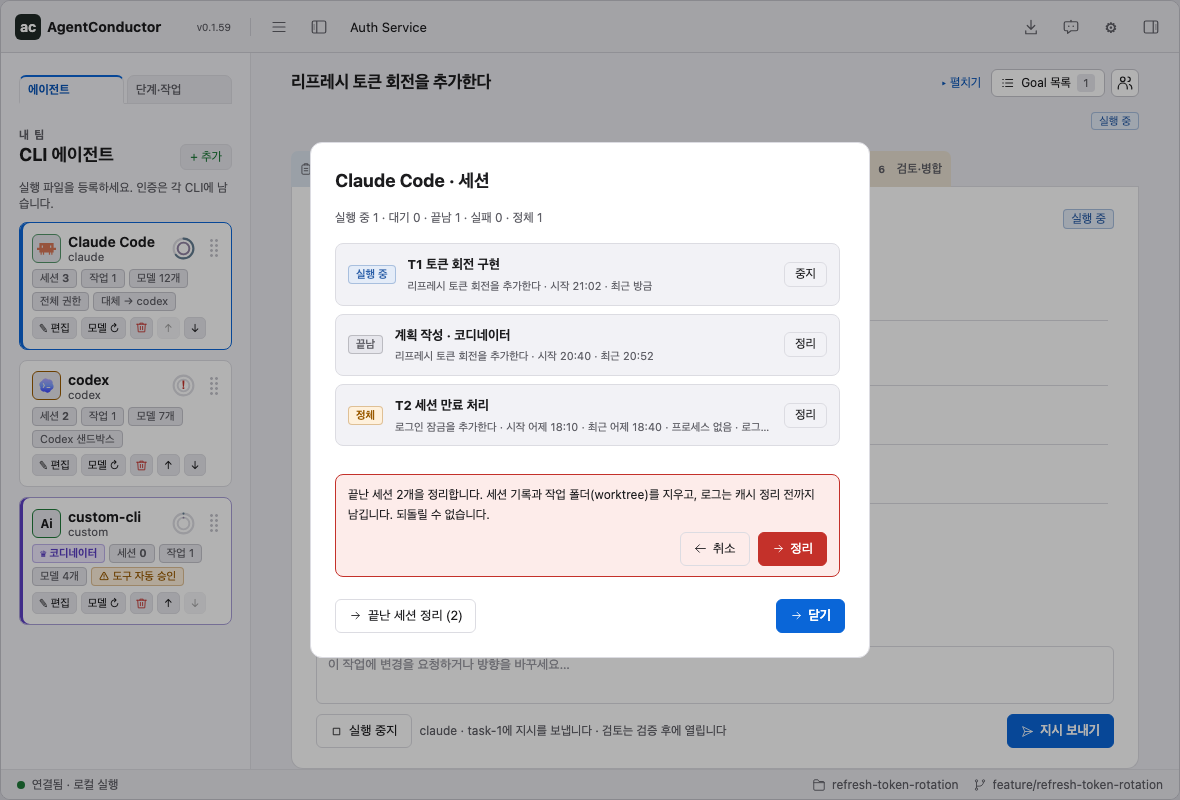 ac AgentConductor v0.1.59 Auth Service
에이전트 단계·작업
내 팀
CLI 에이전트 + 추가
실행 파일을 등록하세요. 인증은 각 CLI에 남
습니다.
Claude Code
claude
세션 3 작업 1 모델 12개
전체 권한 대체 → codex
✎ 편집 모델 ↻ ↑ ↓
codex
codex
세션 2 작업 1 모델 7개
Codex 샌드박스
✎ 편집 모델 ↻ ↑ ↓
Ai custom-cli
custom
코디네이터 세션 0 작업 1
모델 4개 ⚠ 도구 자동 승인
✎ 편집 모델 ↻ ↑ ↓
리프레시 토큰 회전을 추가한다
▸ 펼치기 Goal 목록 1
실행 중
6 검토·병합
실행 중
Claude Code · 세션
실행 중 1 · 대기 0 · 끝남 1 · 실패 0 · 정체 1
실행 중 T1 토큰 회전 구현
리프레시 토큰 회전을 추가한다 · 시작 21:02 · 최근 방금
중지
끝남 계획 작성 · 코디네이터
리프레시 토큰 회전을 추가한다 · 시작 20:40 · 최근 20:52
정리
정체 T2 세션 만료 처리
로그인 잠금을 추가한다 · 시작 어제 18:10 · 최근 어제 18:40 · 프로세스 없음 · 로그...
정리
끝난 세션 2개을 정리합니다. 세션 기록과 작업 폴더(worktree)를 지우고, 로그는 캐시 정리 전까지
남깁니다. 되돌릴 수 없습니다.
← 취소 → 정리
→ 끝난 세션 정리 (2) → 닫기
이 작업에 변경을 요청하거나 방향을 바꾸세요...
실행 중지 claude · task-1에 지시를 보냅니다 · 검토는 검증 후에 열립니다 지시 보내기
연결됨 · 로컬 실행 refresh-token-rotation feature/refresh-token-rotation